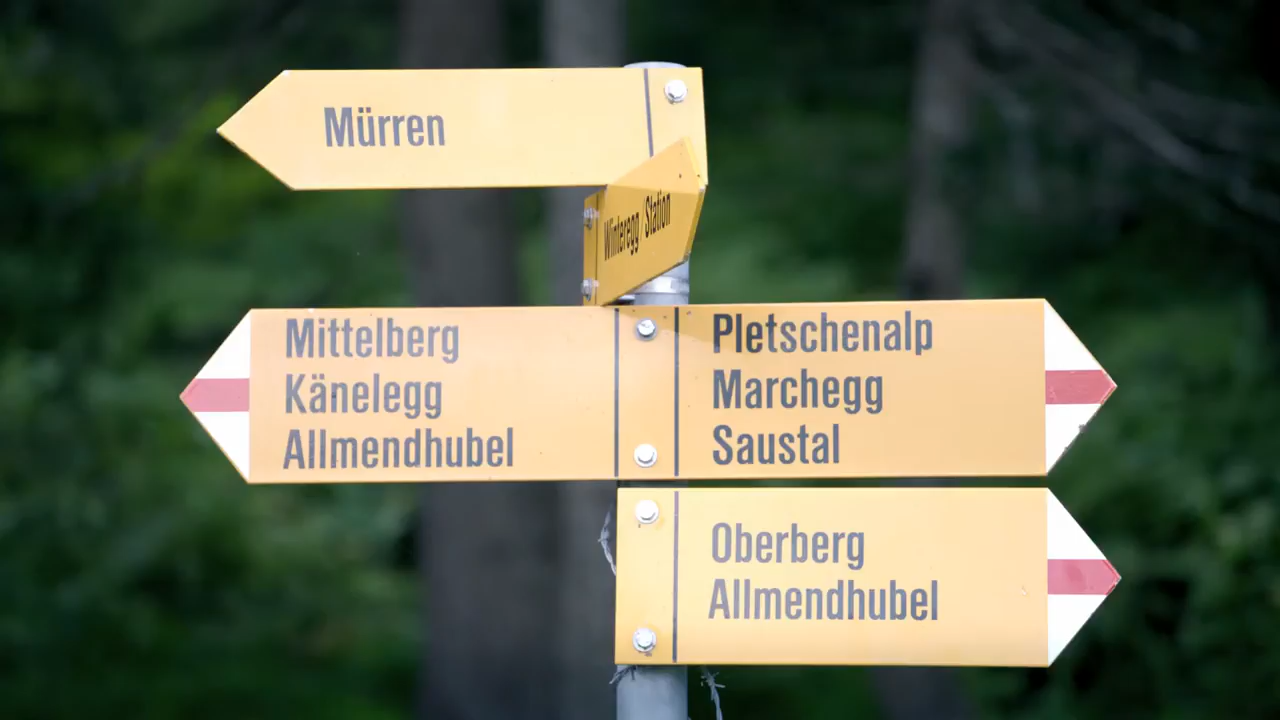 Mürren
Winteregg / Station
Mittelberg
Känelegg
Allmendhubel
Pletschenalp
Marchegg
Saustal
Oberberg
Allmendhubel